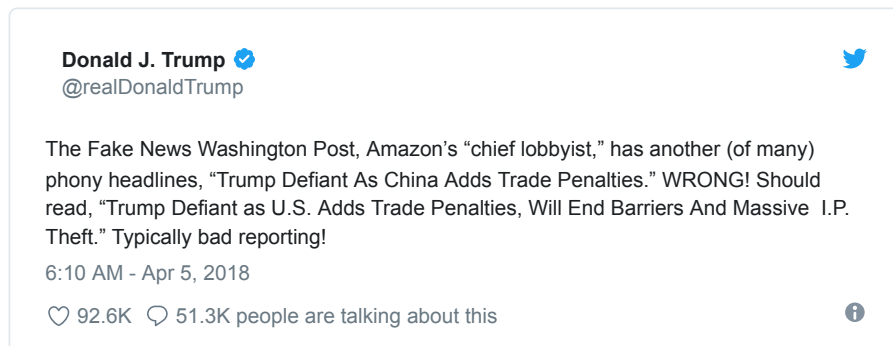 Donald J. Trump
@realDonaldTrump
The Fake News Washington Post, Amazon’s “chief lobbyist,” has another (of many)
phony headlines, “Trump Defiant As China Adds Trade Penalties.” WRONG! Should
read, “Trump Defiant as U.S. Adds Trade Penalties, Will End Barriers And Massive  I.P.
Theft.” Typically bad reporting!
6:10 AM - Apr 5, 2018
92.6K 51.3K people are talking about this